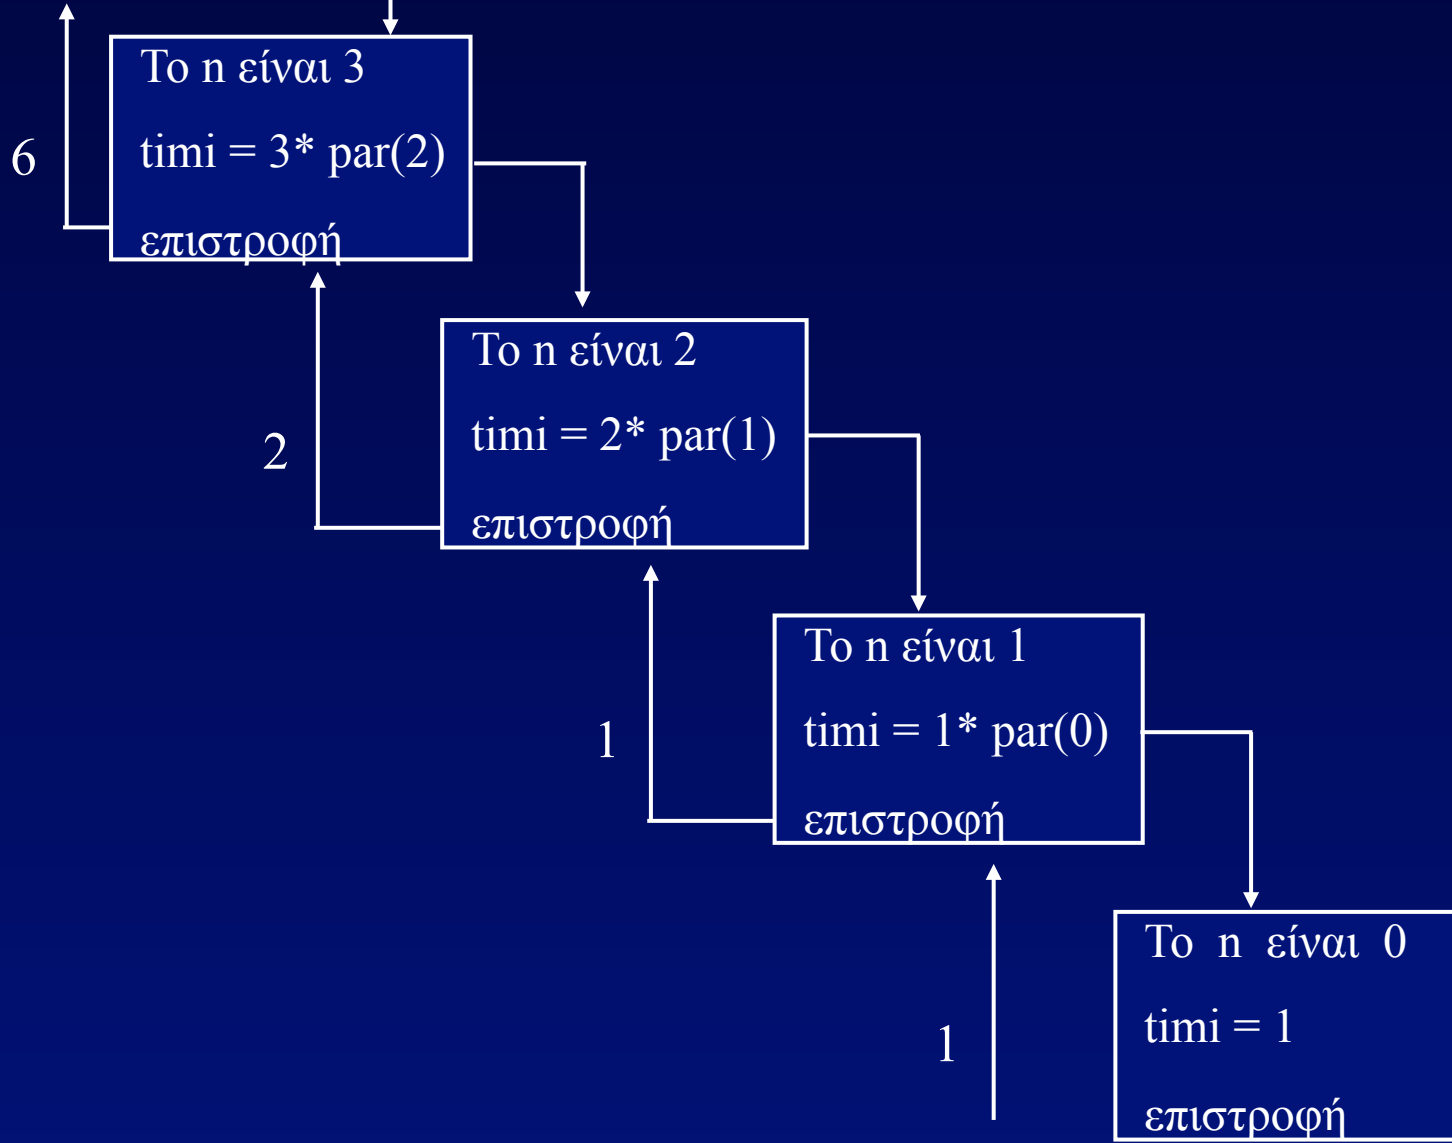 Το n είναι 3
timi = 3* par(2)
επιστροφή
6
Το n είναι 2
timi = 2* par(1)
επιστροφή
2
Το n είναι 1
timi = 1* par(0)
επιστροφή
1
Το n είναι 0
timi = 1
επιστροφή
1